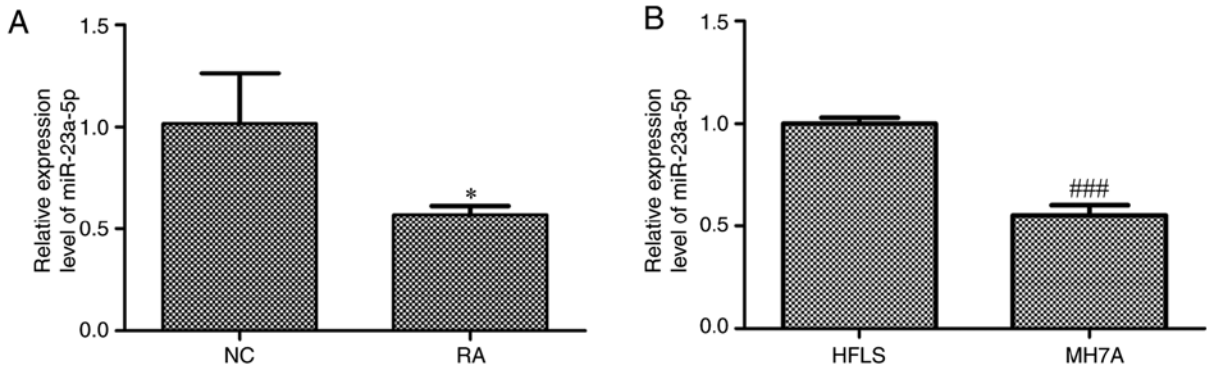 A
Relative expression
level of miR-23a-5p
1.5
1.0
0.5
0.0
*
NC
RA
B
Relative expression
level of miR-23a-5p
1.5
1.0
0.5
0.0
###
HFLS
MH7A